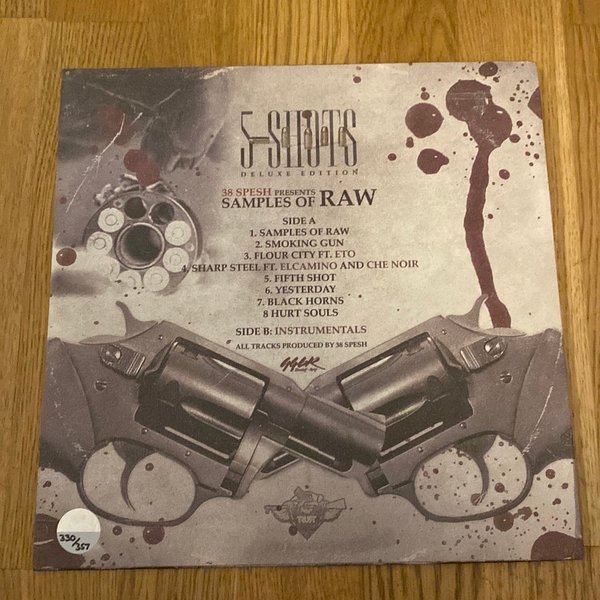 5-SHOTS
DELUXE EDITION
38 SPESH PRESENTS
SAMPLES OF RAW
SIDE A
1. SAMPLES OF RAW
2. SMOKING GUN
3. FLOUR CITY FT. ETO
4. SHARP STEEL FT. ELCAMINO AND CHE NOIR
5. FIFTH SHOT
6. YESTERDAY
7. BLACK HORNS
8 HURT SOULS
SIDE B: INSTRUMENTALS
ALL TRACKS PRODUCED BY 38 SPESH
TRUST
330/357